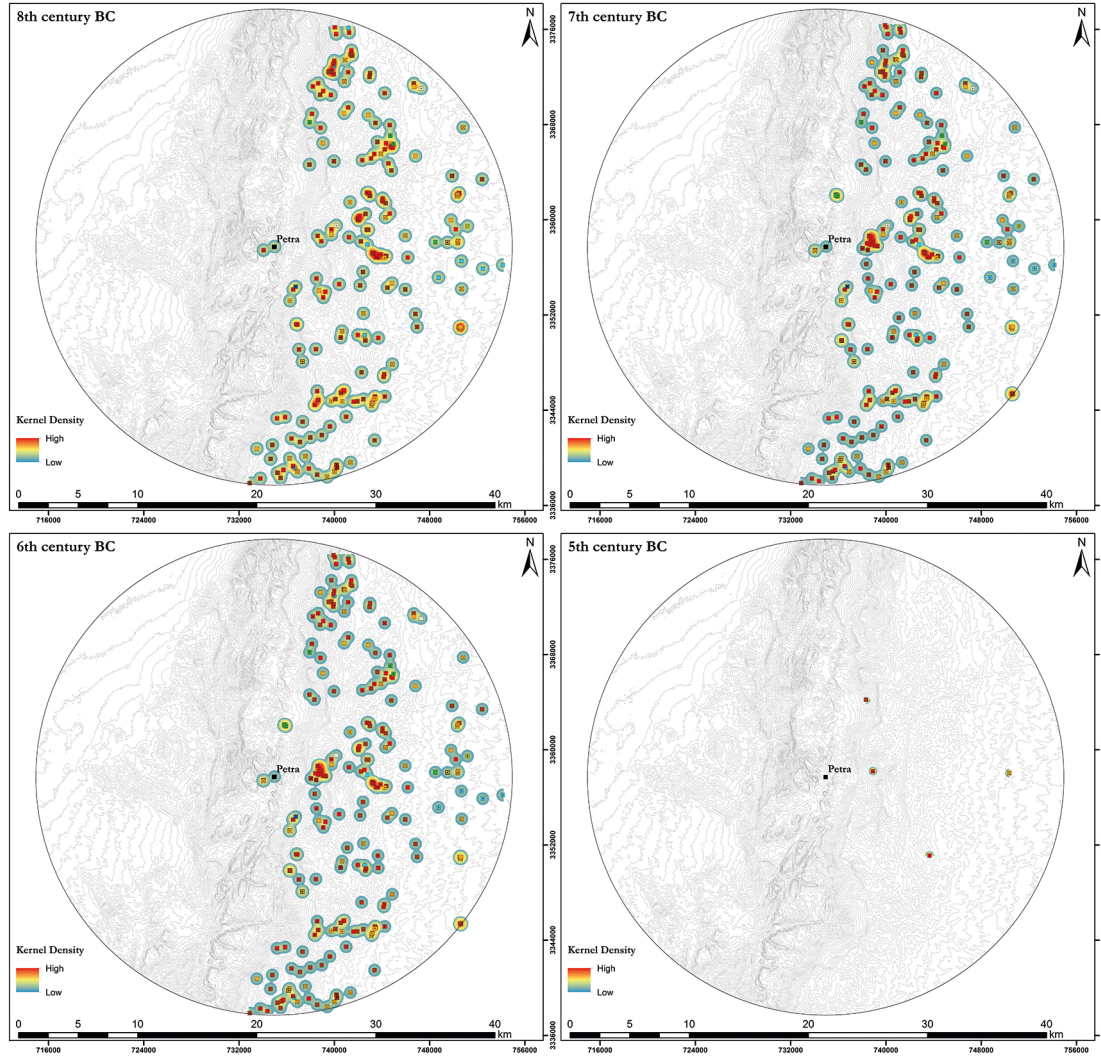 8th century BC
N
Petra
Kernel Density
High
Low
0 5 10 20 30 40
km
716000 724000 732000 740000 748000 756000
3376000
3368000
3360000
3352000
3344000
3336000
7th century BC
N
Petra
Kernel Density
High
Low
0 5 10 20 30 40
km
716000 724000 732000 740000 748000 756000
6th century BC
N
Petra
Kernel Density
High
Low
0 5 10 20 30 40
km
716000 724000 732000 740000 748000 756000
3376000
3368000
3360000
3352000
3344000
3336000
5th century BC
N
Petra
Kernel Density
High
Low
0 5 10 20 30 40
km
716000 724000 732000 740000 748000 756000